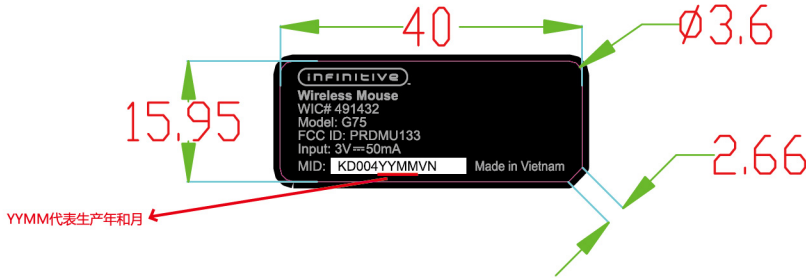 40
Ø3.6
15.95
infinitive
Wireless Mouse
WIC# 491432
Model: G75
FCC ID: PRDMU133
Input: 3V⎓50mA
MID: KD004YYMMVN Made in Vietnam
2.66
YYMM代表生产年和月